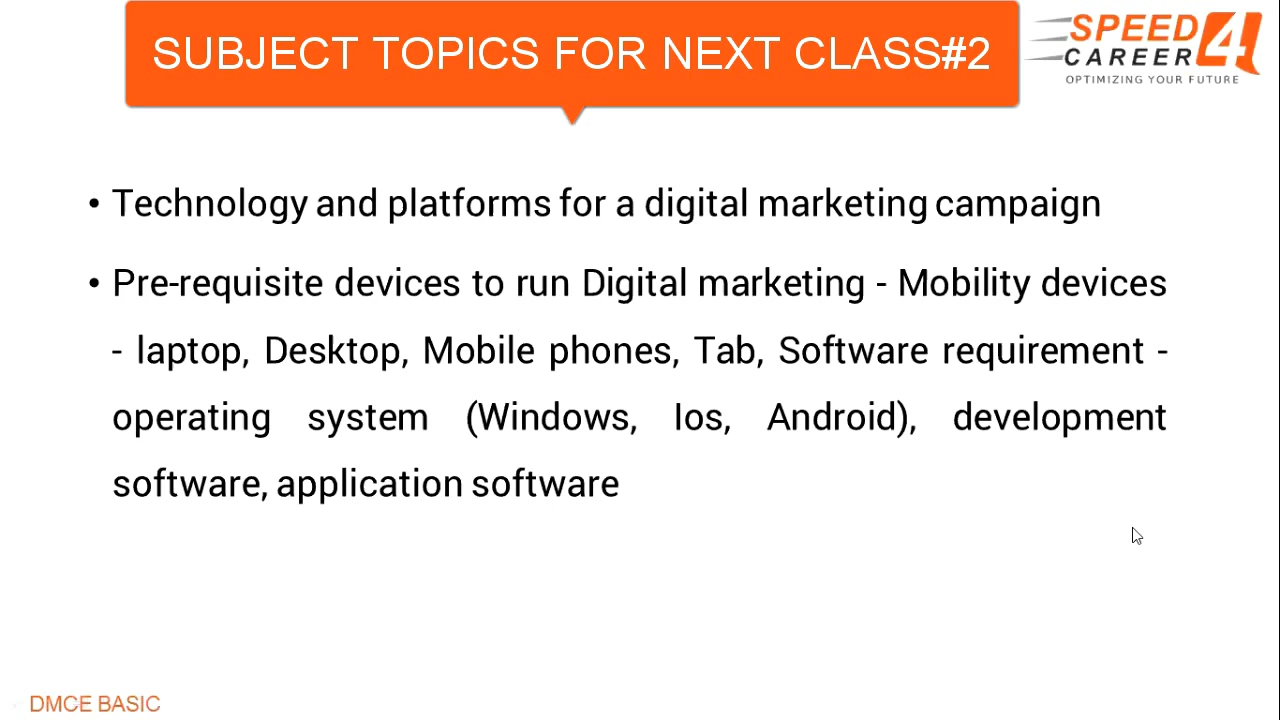 SUBJECT TOPICS FOR NEXT CLASS#2
SPEED 4
CAREER
OPTIMIZING YOUR FUTURE
• Technology and platforms for a digital marketing campaign
• Pre-requisite devices to run Digital marketing - Mobility devices
- laptop, Desktop, Mobile phones, Tab, Software requirement -
operating system (Windows, Ios, Android), development
software, application software
DMCE BASIC